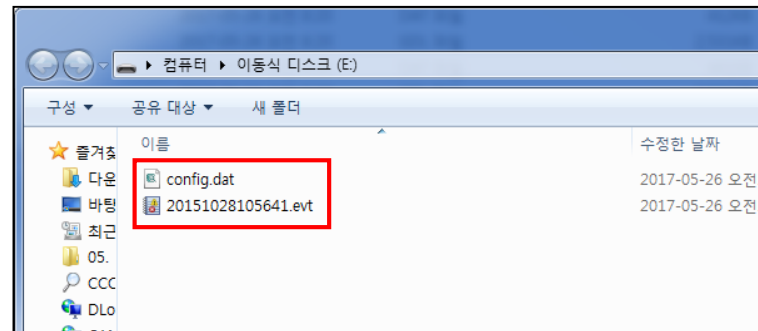 컴퓨터 ▶ 이동식 디스크 (E:)
구성 ▼ 공유 대상 ▼ 새 폴더
이름 수정한 날짜
즐겨찾
다운
config.dat 2017-05-26 오전
바탕
20151028105641.evt 2017-05-26 오전
최근
05.
CCC
DLo